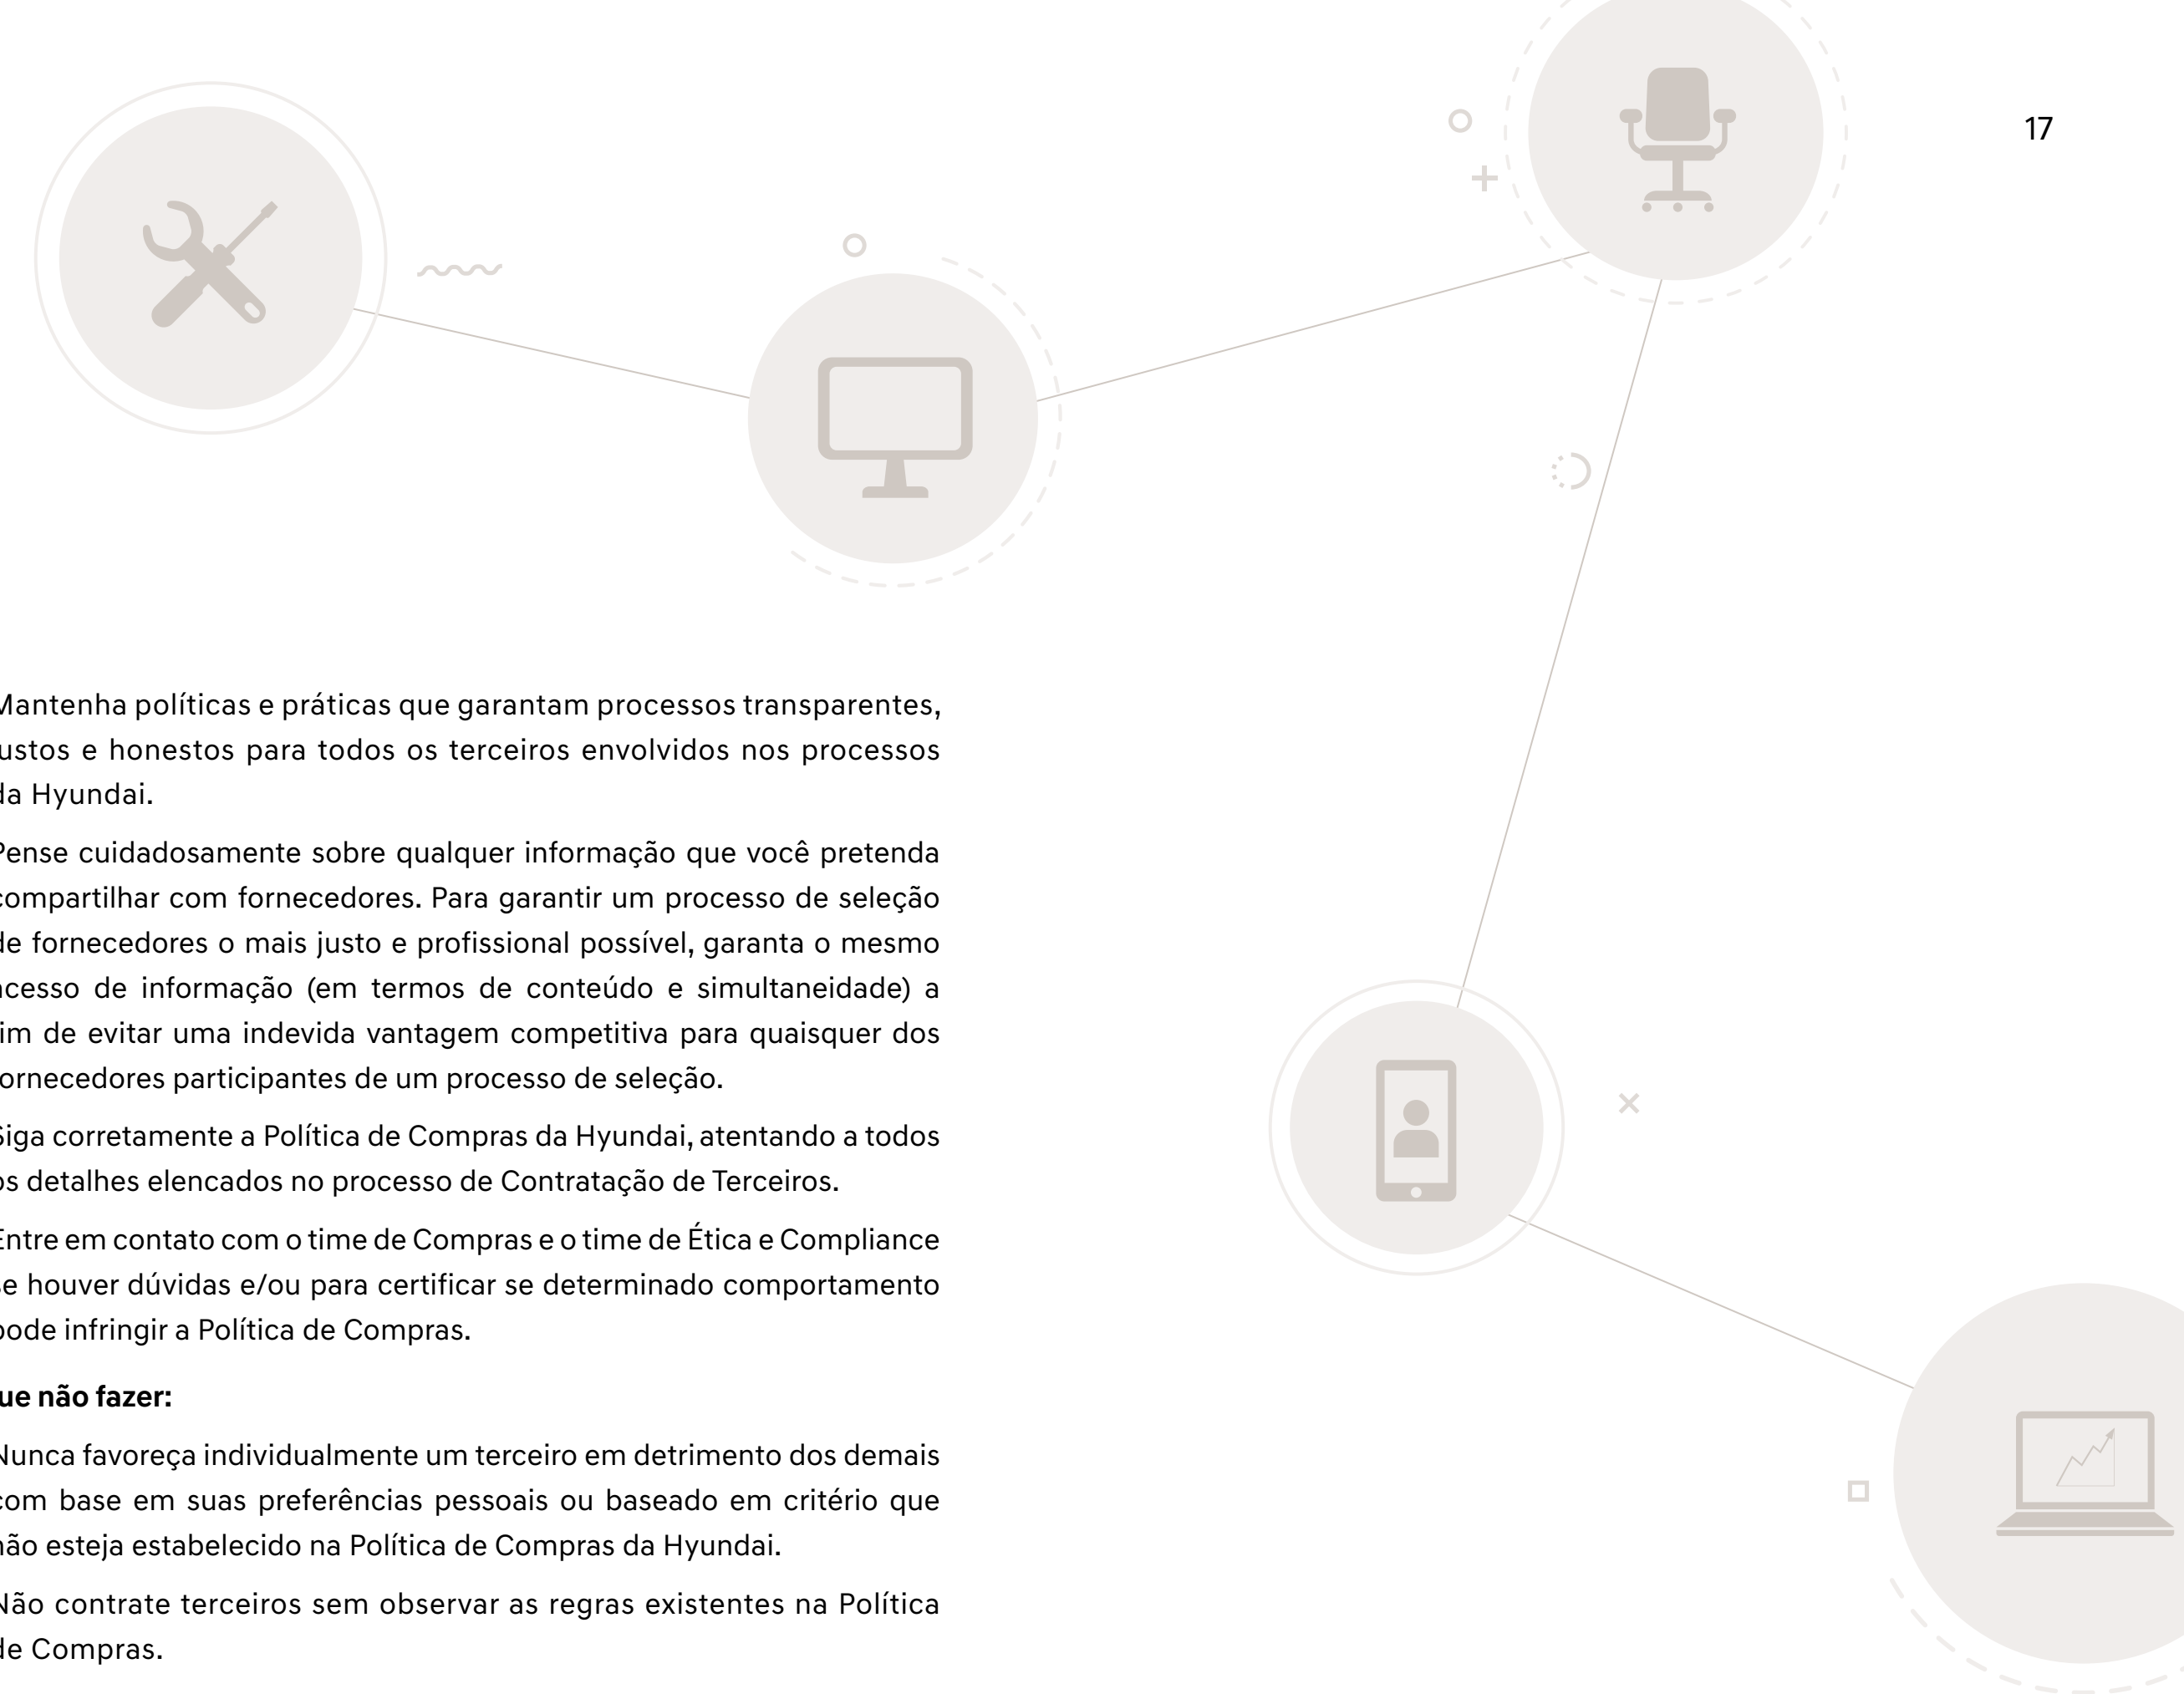 17
Mantenha políticas e práticas que garantam processos transparentes,
ustos e honestos para todos os terceiros envolvidos nos processos
da Hyundai.
Pense cuidadosamente sobre qualquer informação que você pretenda
compartilhar com fornecedores. Para garantir um processo de seleção
de fornecedores o mais justo e profissional possível, garanta o mesmo
acesso de informação (em termos de conteúdo e simultaneidade) a
fim de evitar uma indevida vantagem competitiva para quaisquer dos
fornecedores participantes de um processo de seleção.
Siga corretamente a Política de Compras da Hyundai, atentando a todos
os detalhes elencados no processo de Contratação de Terceiros.
Entre em contato com o time de Compras e o time de Ética e Compliance
se houver dúvidas e/ou para certificar se determinado comportamento
pode infringir a Política de Compras.
ue não fazer:
Nunca favoreça individualmente um terceiro em detrimento dos demais
com base em suas preferências pessoais ou baseado em critério que
não esteja estabelecido na Política de Compras da Hyundai.
Não contrate terceiros sem observar as regras existentes na Política
de Compras.